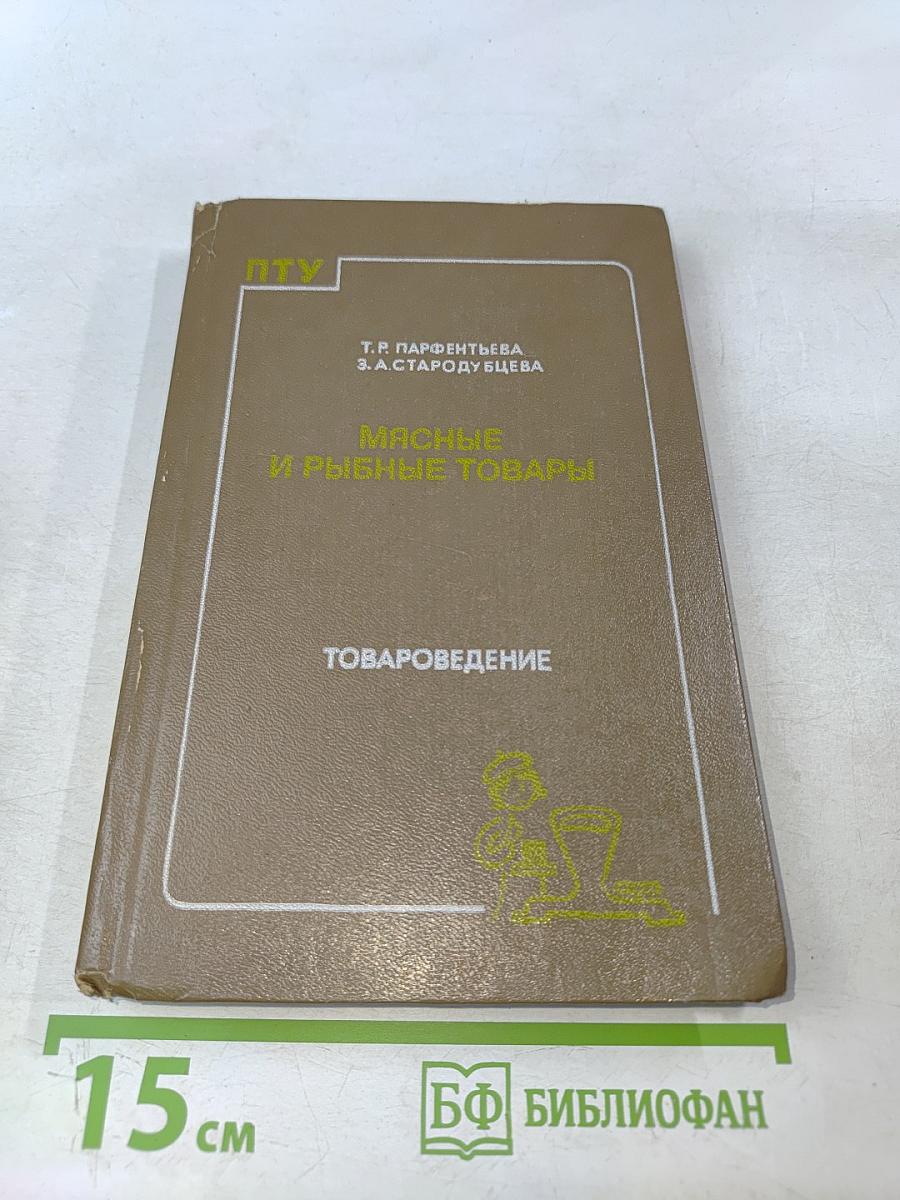 ПТУ
Т.Р. ПАРФЕНТЬЕВА
З.А.СТАРОДУБЦЕВА
МЯСНЫЕ
И РЫБНЫЕ ТОВАРЫ
ТОВАРОВЕДЕНИЕ
15 см
БФ БИБЛИОФАН